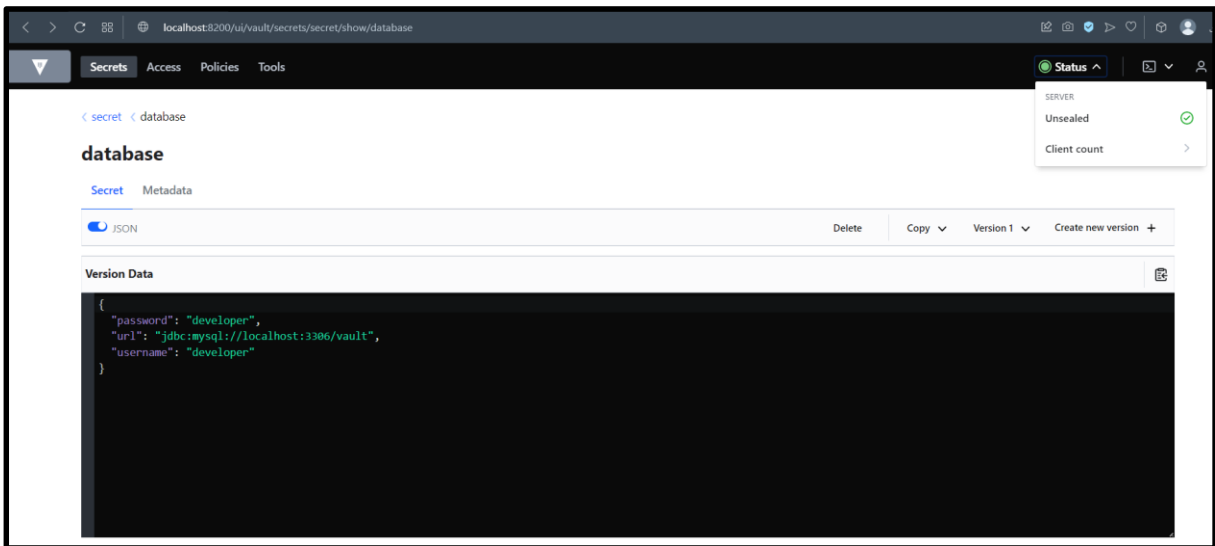 localhost:8200/ui/vault/secrets/secret/show/database
Secrets Access Policies Tools Status
SERVER
Unsealed
Client count
< secret < database
database
Secret Metadata
JSON Delete Copy Version 1 Create new version +
Version Data
{
"password": "developer",
"url": "jdbc:mysql://localhost:3306/vault",
"username": "developer"
}